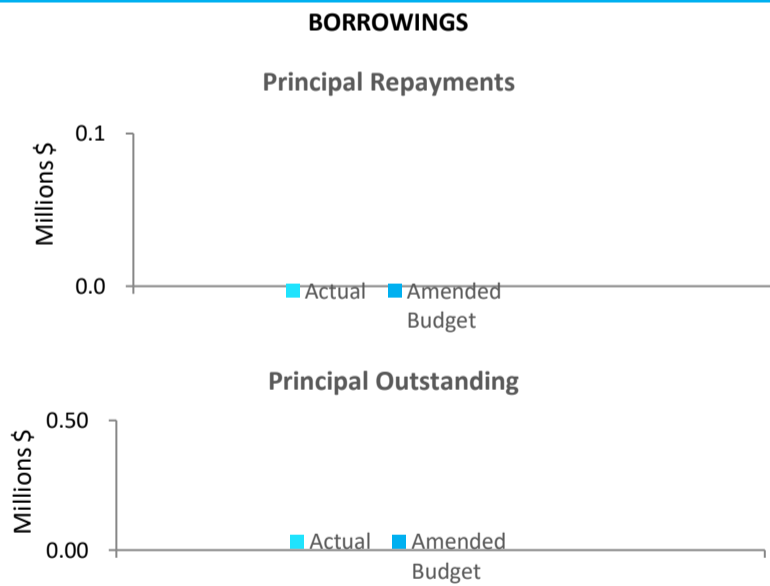 BORROWINGS
Principal Repayments
Millions $
0.1
0.0
Actual
Amended
Budget
Principal Outstanding
Millions $
0.50
0.00
Actual
Amended
Budget